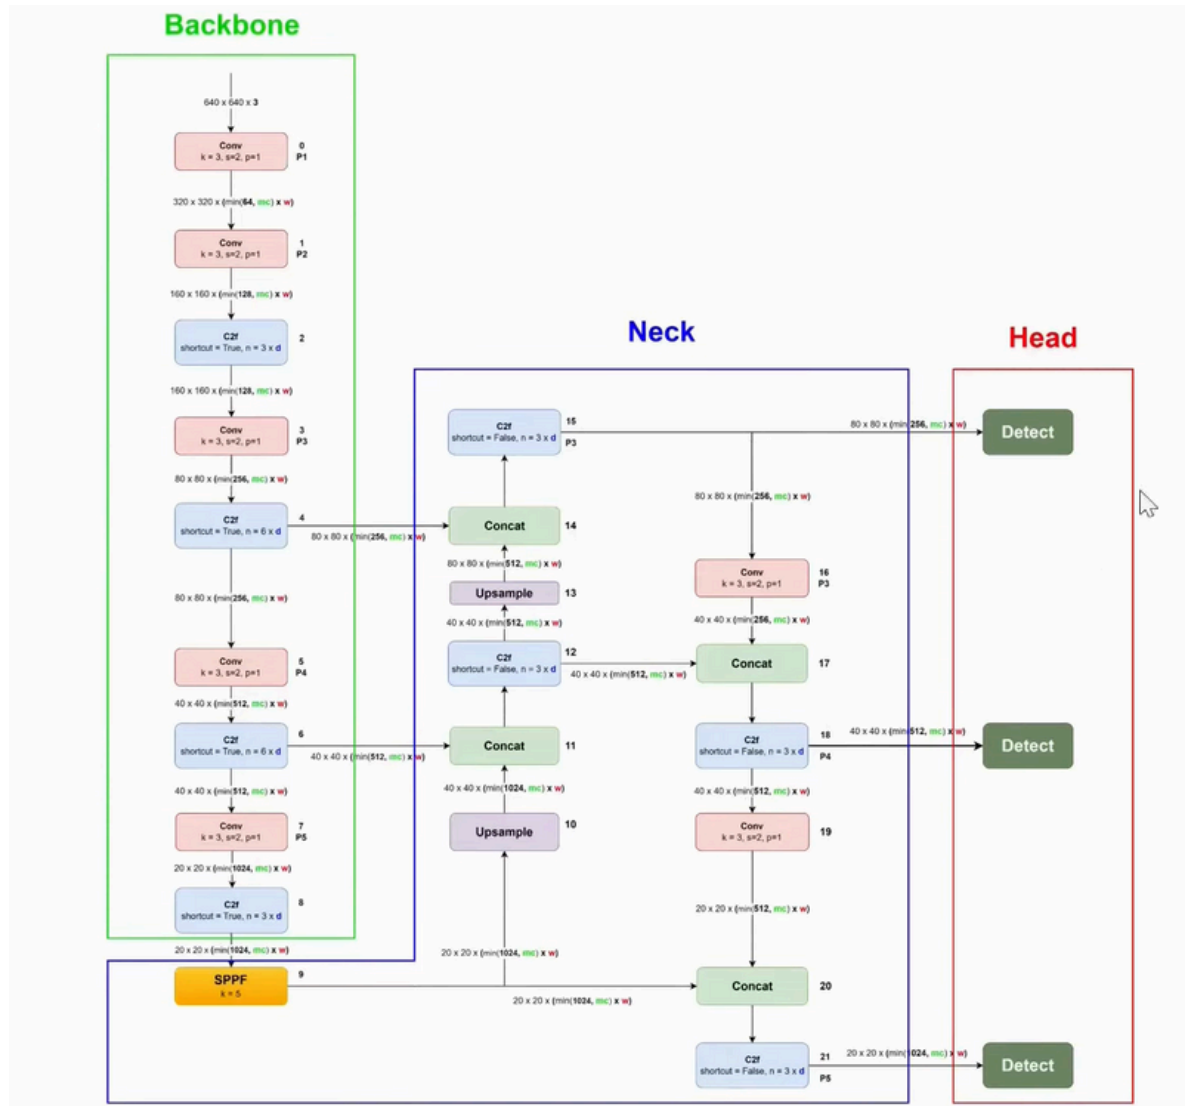 Backbone
640 x 640 x 3
Conv
k = 3, s=2, p=1
0
P1
320 x 320 x (min(64, mc) x w)
Conv
k = 3, s=2, p=1
1
P2
160 x 160 x (min(128, mc) x w)
C2f
shortcut = True, n = 3 x d
2
160 x 160 x (min(128, mc) x w)
Conv
k = 3, s=2, p=1
3
P3
80 x 80 x (min(256, mc) x w)
C2f
shortcut = True, n = 6 x d
4
80 x 80 x (min(256, mc) x w)
80 x 80 x (min(256, mc) x w)
Conv
k = 3, s=2, p=1
5
P4
40 x 40 x (min(512, mc) x w)
C2f
shortcut = True, n = 6 x d
6
40 x 40 x (min(512, mc) x w)
40 x 40 x (min(512, mc) x w)
Conv
k = 3, s=2, p=1
7
P5
20 x 20 x (min(1024, mc) x w)
C2f
shortcut = True, n = 3 x d
8
20 x 20 x (min(1024, mc) x w)
SPPF
k = 5
9
Neck
C2f
shortcut = False, n = 3 x d
15
P3
Concat
14
80 x 80 x (min(512, mc) x w)
Upsample
13
40 x 40 x (min(512, mc) x w)
C2f
shortcut = False, n = 3 x d
12
40 x 40 x (min(512, mc) x w)
Concat
11
40 x 40 x (min(1024, mc) x w)
Upsample
10
20 x 20 x (min(1024, mc) x w)
20 x 20 x (min(1024, mc) x w)
80 x 80 x (min(256, mc) x w)
80 x 80 x (min(256, mc) x w)
Conv
k = 3, s=2, p=1
16
P3
40 x 40 x (min(256, mc) x w)
Concat
17
C2f
shortcut = False, n = 3 x d
18
P4
40 x 40 x (min(512, mc) x w)
40 x 40 x (min(512, mc) x w)
Conv
k = 3, s=2, p=1
19
20 x 20 x (min(512, mc) x w)
Concat
20
C2f
shortcut = False, n = 3 x d
21
P5
20 x 20 x (min(1024, mc) x w)
Head
Detect
Detect
Detect